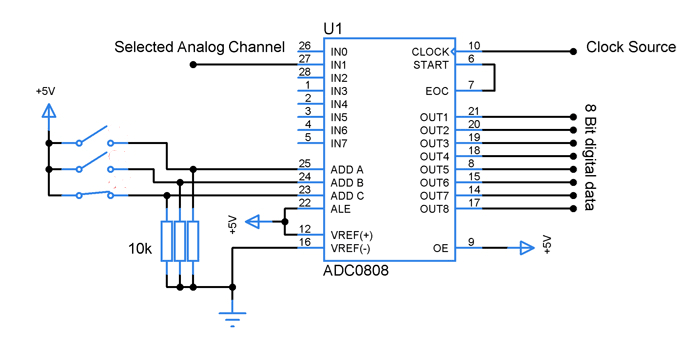 U1
Selected Analog Channel
26 IN0 CLOCK 10 Clock Source
27 IN1 START 6
28 IN2
1 IN3 EOC 7
2 IN4
3 IN5 OUT1 21
4 IN6 OUT2 20
5 IN7 OUT3 19
OUT4 18
25 ADD A OUT5 8
24 ADD B OUT6 15
23 ADD C OUT7 14
22 ALE OUT8 17
12 VREF(+)
16 VREF(-) OE 9
ADC0808
8 Bit digital data
+5V
+5V
+5V
10k